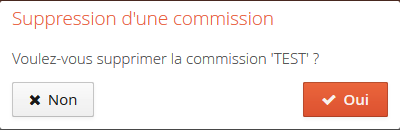 Suppression d'une commission
Voulez-vous supprimer la commission 'TEST' ?
Non
Oui